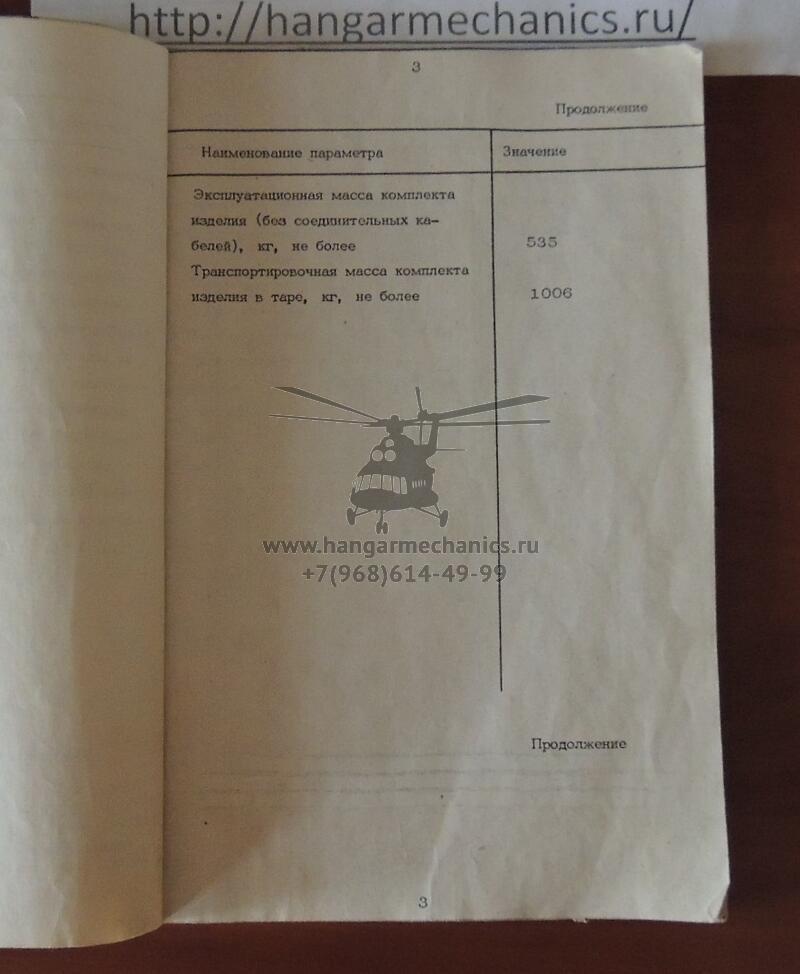 http://hangarmechanics.ru/
3
Продолжение
Наименование параметра
Значение
Эксплуатационная масса комплекта
изделия (без соединительных ка-
белей), кг, не более
535
Транспортировочная масса комплекта
изделия в таре, кг, не более
1006
www.hangarmechanics.ru
+7(968)614-49-99
Продолжение
3